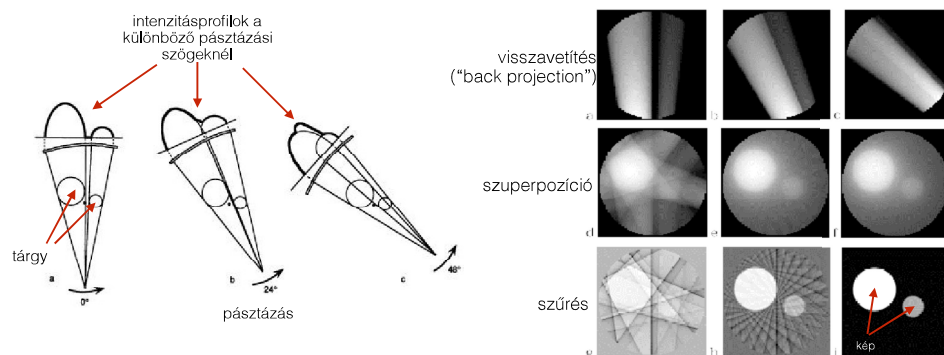 intenzitásprofilok a
különböző pásztázási
szögeknél
tárgy
a
0°
b
24°
c
48°
pásztázás
visszavetítés
(“back projection”)
a
b
c
szuperpozíció
d
e
f
szűrés
g
h
i
kép